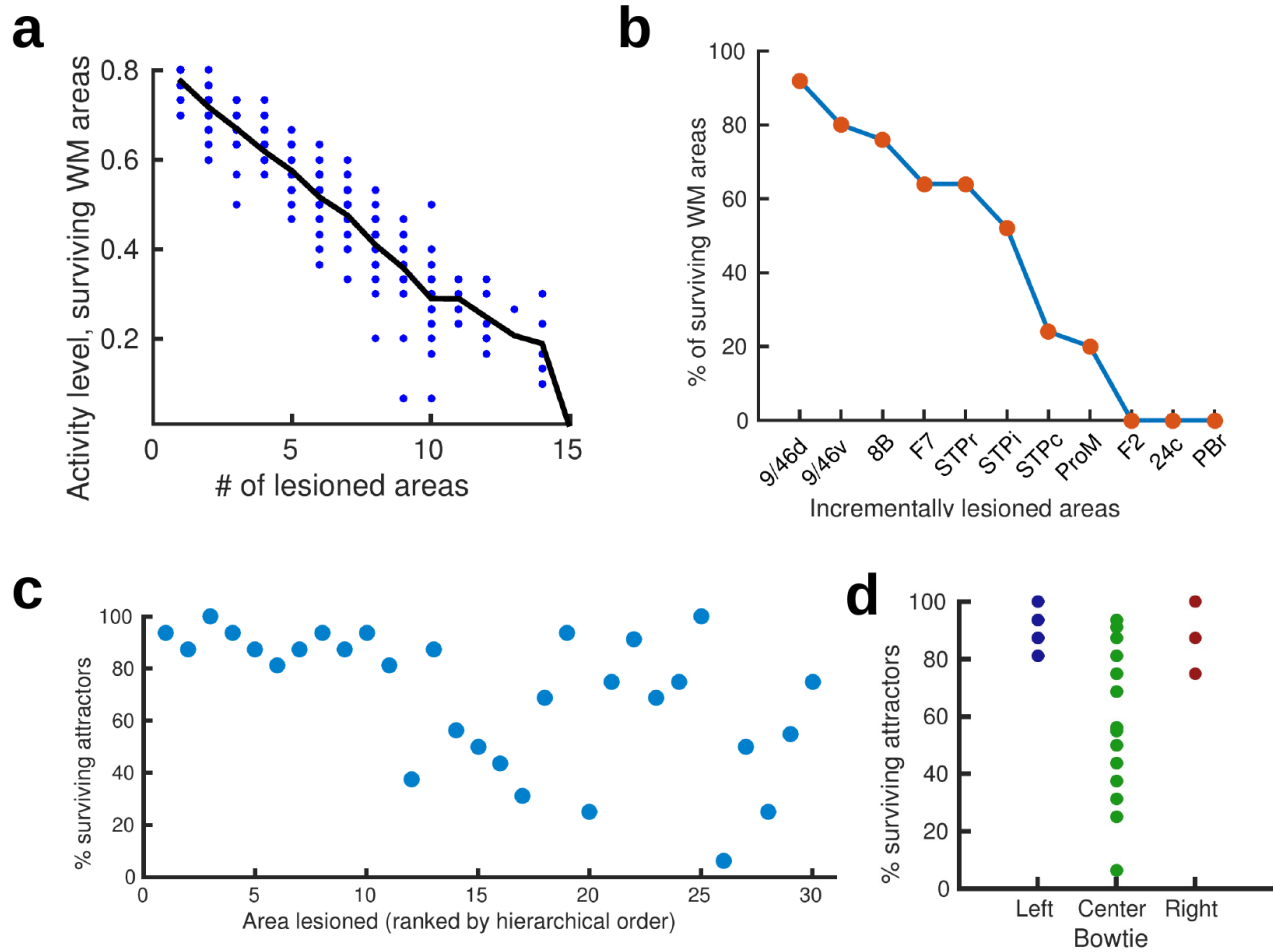 a
Activity level, surviving WM areas
0.8
0.6
0.4
0.2
0 5 10 15
# of lesioned areas
b
% of surviving WM areas
100
80
60
40
20
0
9/46d 9/46v 8B F7 STPr STPi STPc ProM F2 24c PBr
Incrementally lesioned areas
c
% surviving attractors
100
80
60
40
20
0
0 5 10 15 20 25 30
Area lesioned (ranked by hierarchical order)
d
% surviving attractors
100
80
60
40
20
0
Left Center Right
Bowtie